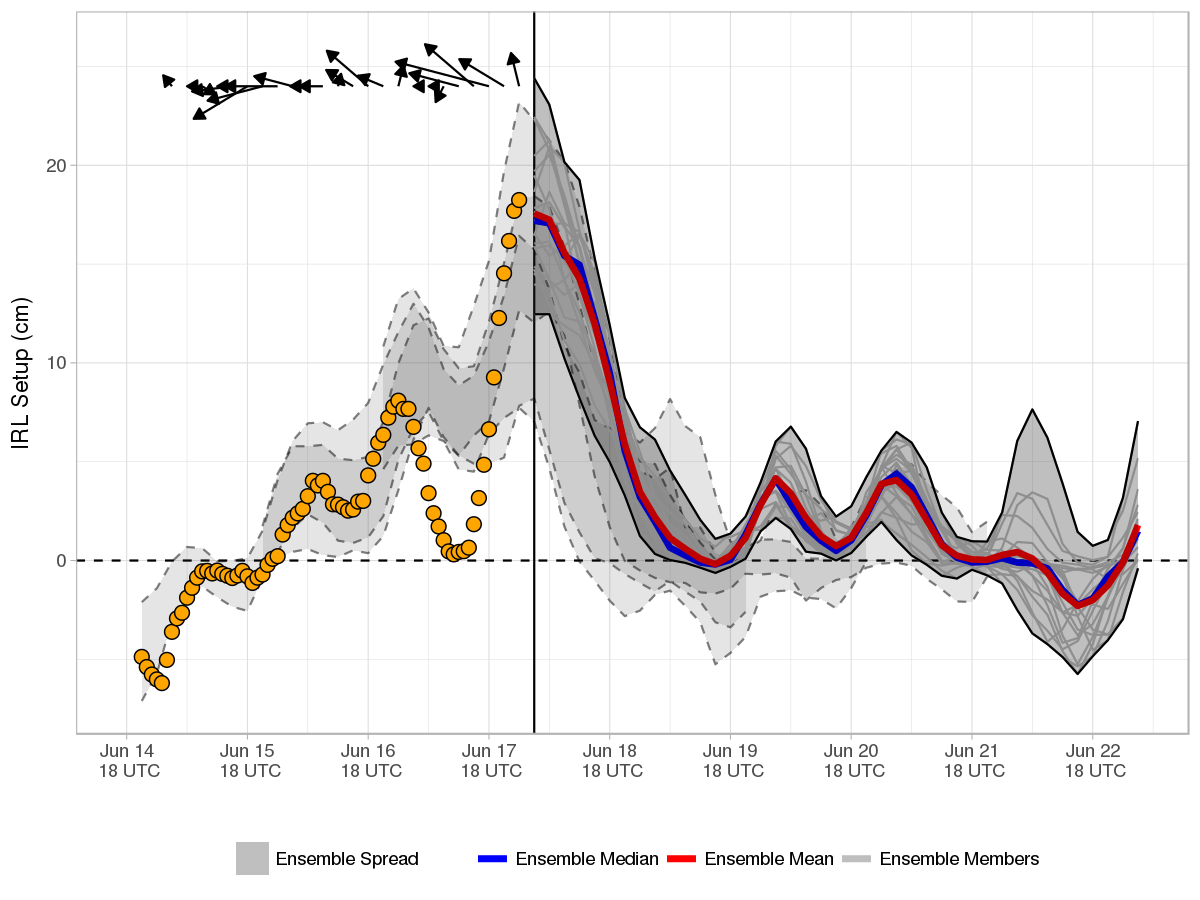 IRL Setup (cm)
20
10
0
Jun 14 Jun 15 Jun 16 Jun 17 Jun 18 Jun 19 Jun 20 Jun 21 Jun 22
18 UTC 18 UTC 18 UTC 18 UTC 18 UTC 18 UTC 18 UTC 18 UTC 18 UTC
Ensemble Spread Ensemble Median Ensemble Mean Ensemble Members